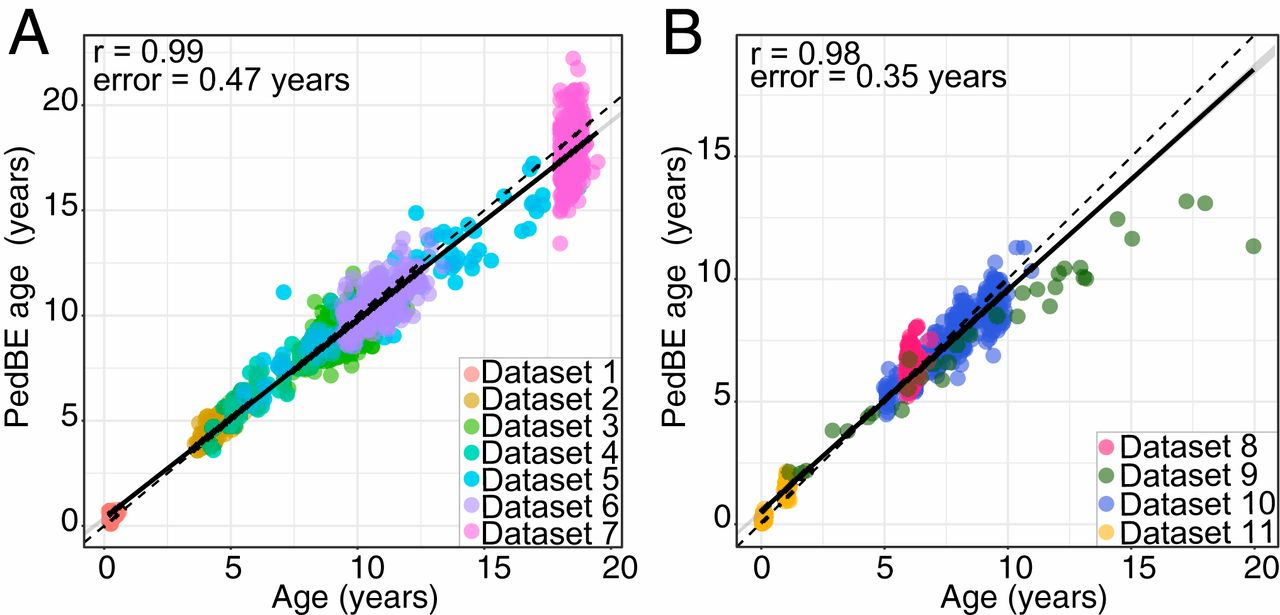 A
r = 0.99
error = 0.47 years
PedBE age (years)
20
15
10
5
0
0 5 10 15 20
Age (years)
Dataset 1
Dataset 2
Dataset 3
Dataset 4
Dataset 5
Dataset 6
Dataset 7
B
r = 0.98
error = 0.35 years
PedBE age (years)
15
10
5
0
0 5 10 15 20
Age (years)
Dataset 8
Dataset 9
Dataset 10
Dataset 11